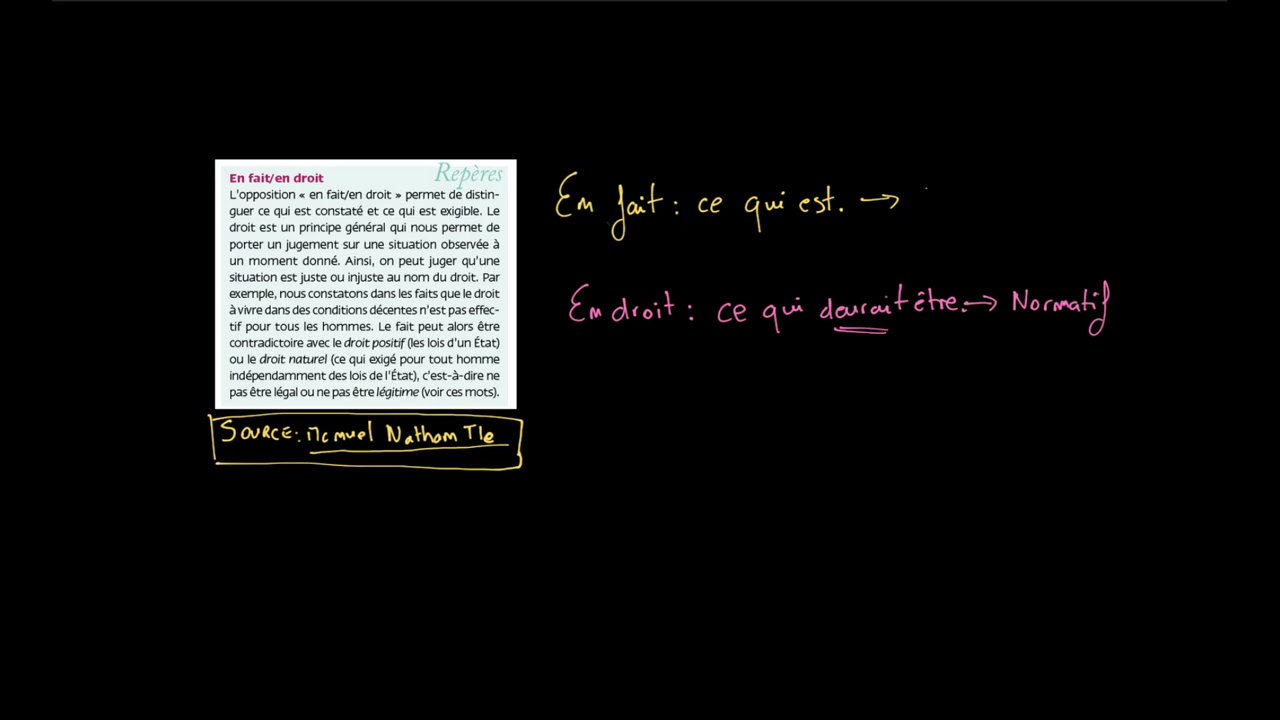 Repères
En fait/en droit
L'opposition « en fait/en droit » permet de distin-
guer ce qui est constaté et ce qui est exigible. Le
droit est un principe général qui nous permet de
porter un jugement sur une situation observée à
un moment donné. Ainsi, on peut juger qu'une
situation est juste ou injuste au nom du droit. Par
exemple, nous constatons dans les faits que le droit
à vivre dans des conditions décentes n'est pas effec-
tif pour tous les hommes. Le fait peut alors être
contradictoire avec le droit positif (les lois d'un État)
ou le droit naturel (ce qui exigé pour tout homme
indépendamment des lois de l'État), c'est-à-dire ne
pas être légal ou ne pas être légitime (voir ces mots).
SOURCE: Manuel Nathan Tle
En fait : ce qui est. →
En droit : ce qui devrait être. → Normatif